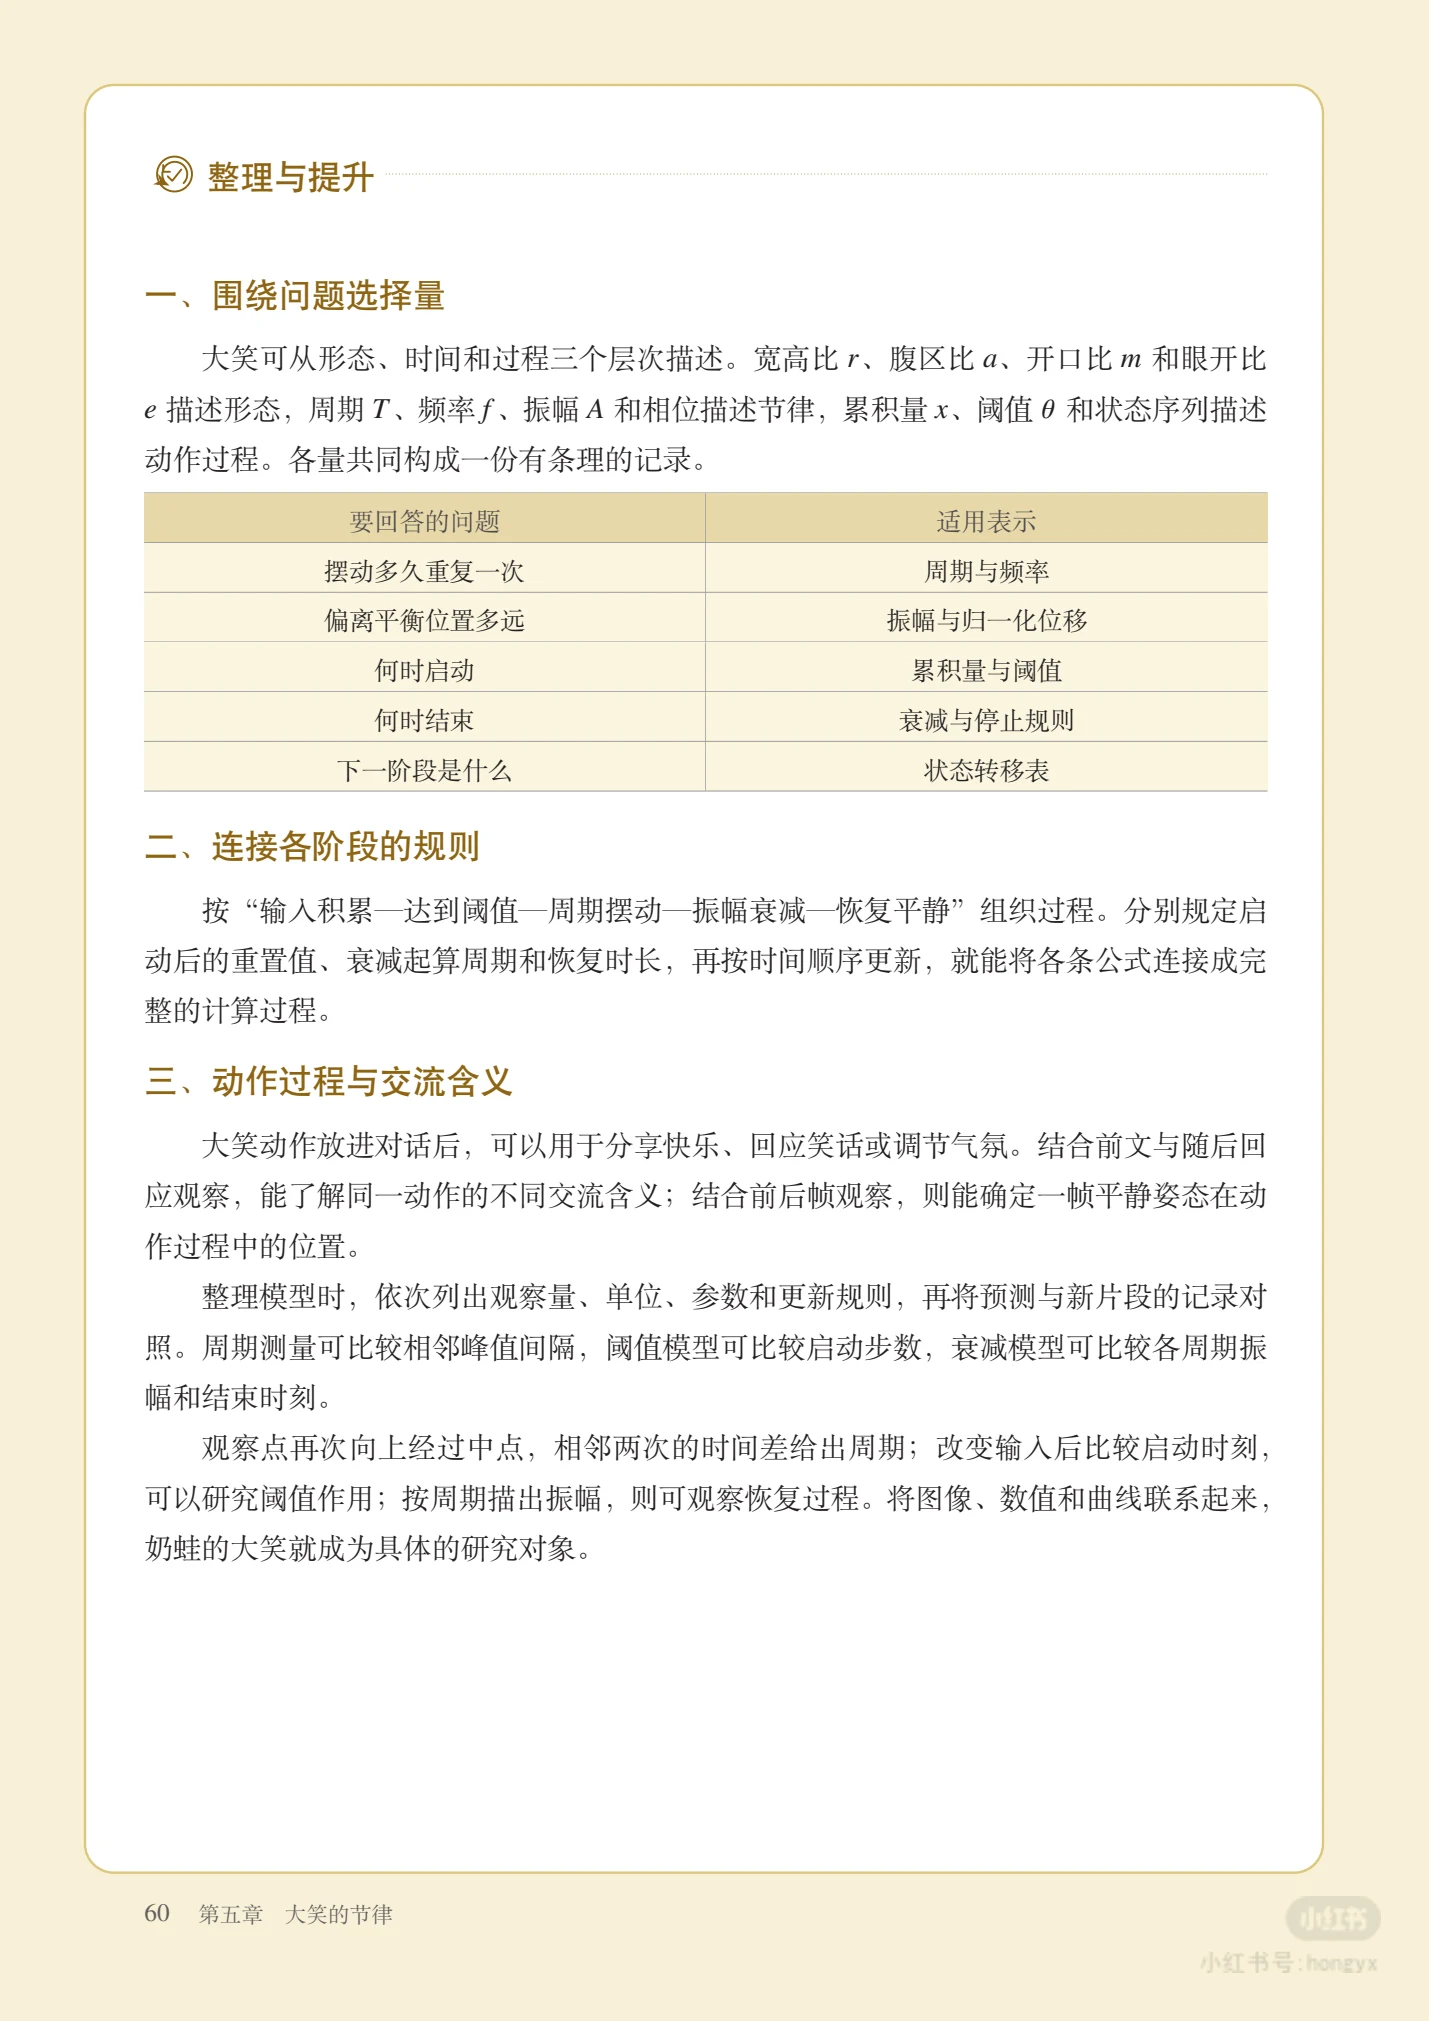 整理与提升
一、围绕问题选择量
大笑可从形态、时间和过程三个层次描述。宽高比 r、腹区比 a、开口比 m 和眼开比
e 描述形态，周期 T、频率 f、振幅 A 和相位描述节律，累积量 x、阈值 θ 和状态序列描述
动作过程。各量共同构成一份有条理的记录。
要回答的问题 适用表示
摆动多久重复一次 周期与频率
偏离平衡位置多远 振幅与归一化位移
何时启动 累积量与阈值
何时结束 衰减与停止规则
下一阶段是什么 状态转移表
二、连接各阶段的规则
按“输入积累—达到阈值—周期摆动—振幅衰减—恢复平静”组织过程。分别规定启
动后的重置值、衰减起算周期和恢复时长，再按时间顺序更新，就能将各条公式连接成完
整的计算过程。
三、动作过程与交流含义
大笑动作放进对话后，可以用于分享快乐、回应笑话或调节气氛。结合前文与随后回
应观察，能了解同一动作的不同交流含义；结合前后帧观察，则能确定一帧平静姿态在动
作过程中的位置。
整理模型时，依次列出观察量、单位、参数和更新规则，再将预测与新片段的记录对
照。周期测量可比较相邻峰值间隔，阈值模型可比较启动步数，衰减模型可比较各周期振
幅和结束时刻。
观察点再次向上经过中点，相邻两次的时间差给出周期；改变输入后比较启动时刻，
可以研究阈值作用；按周期描出振幅，则可观察恢复过程。将图像、数值和曲线联系起来，
奶蛙的大笑就成为具体的研究对象。
60 第五章 大笑的节律
小红书
小红书号:hongyx